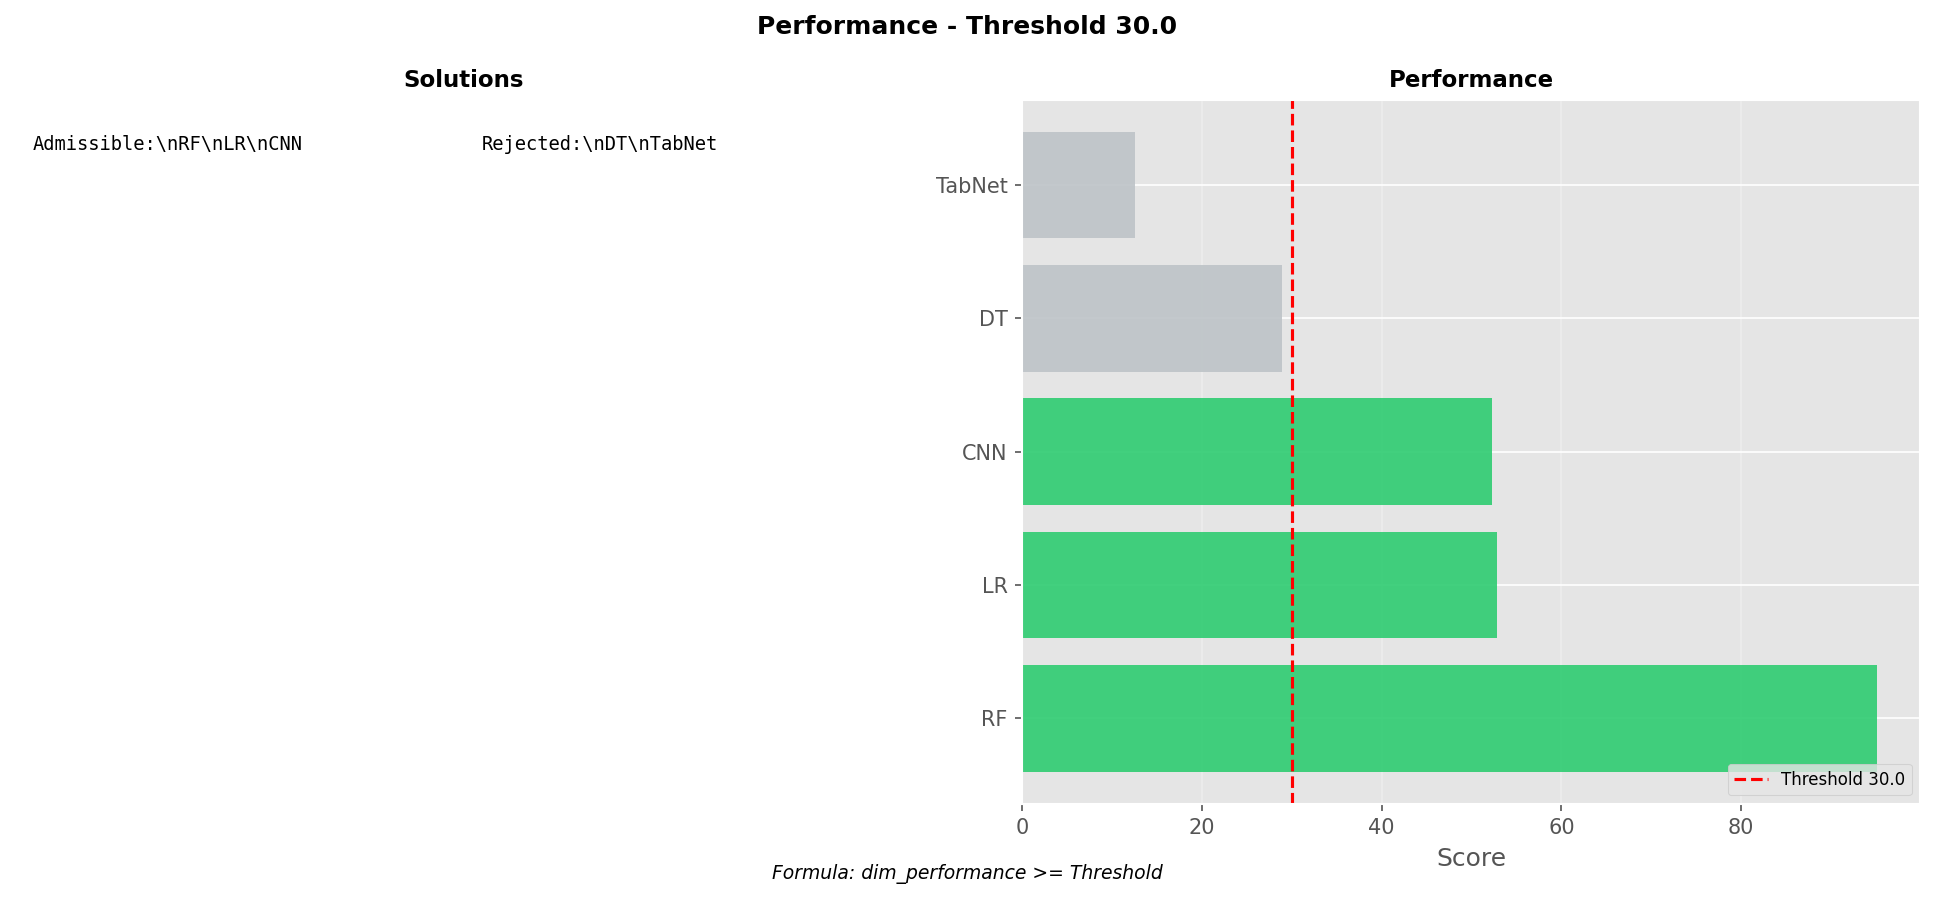 Performance - Threshold 30.0
Solutions
Admissible:\nRF\nLR\nCNN
Rejected:\nDT\nTabNet
Performance
TabNet
DT
CNN
LR
RF
Threshold 30.0
0 20 40 60 80
Score
Formula: dim_performance >= Threshold